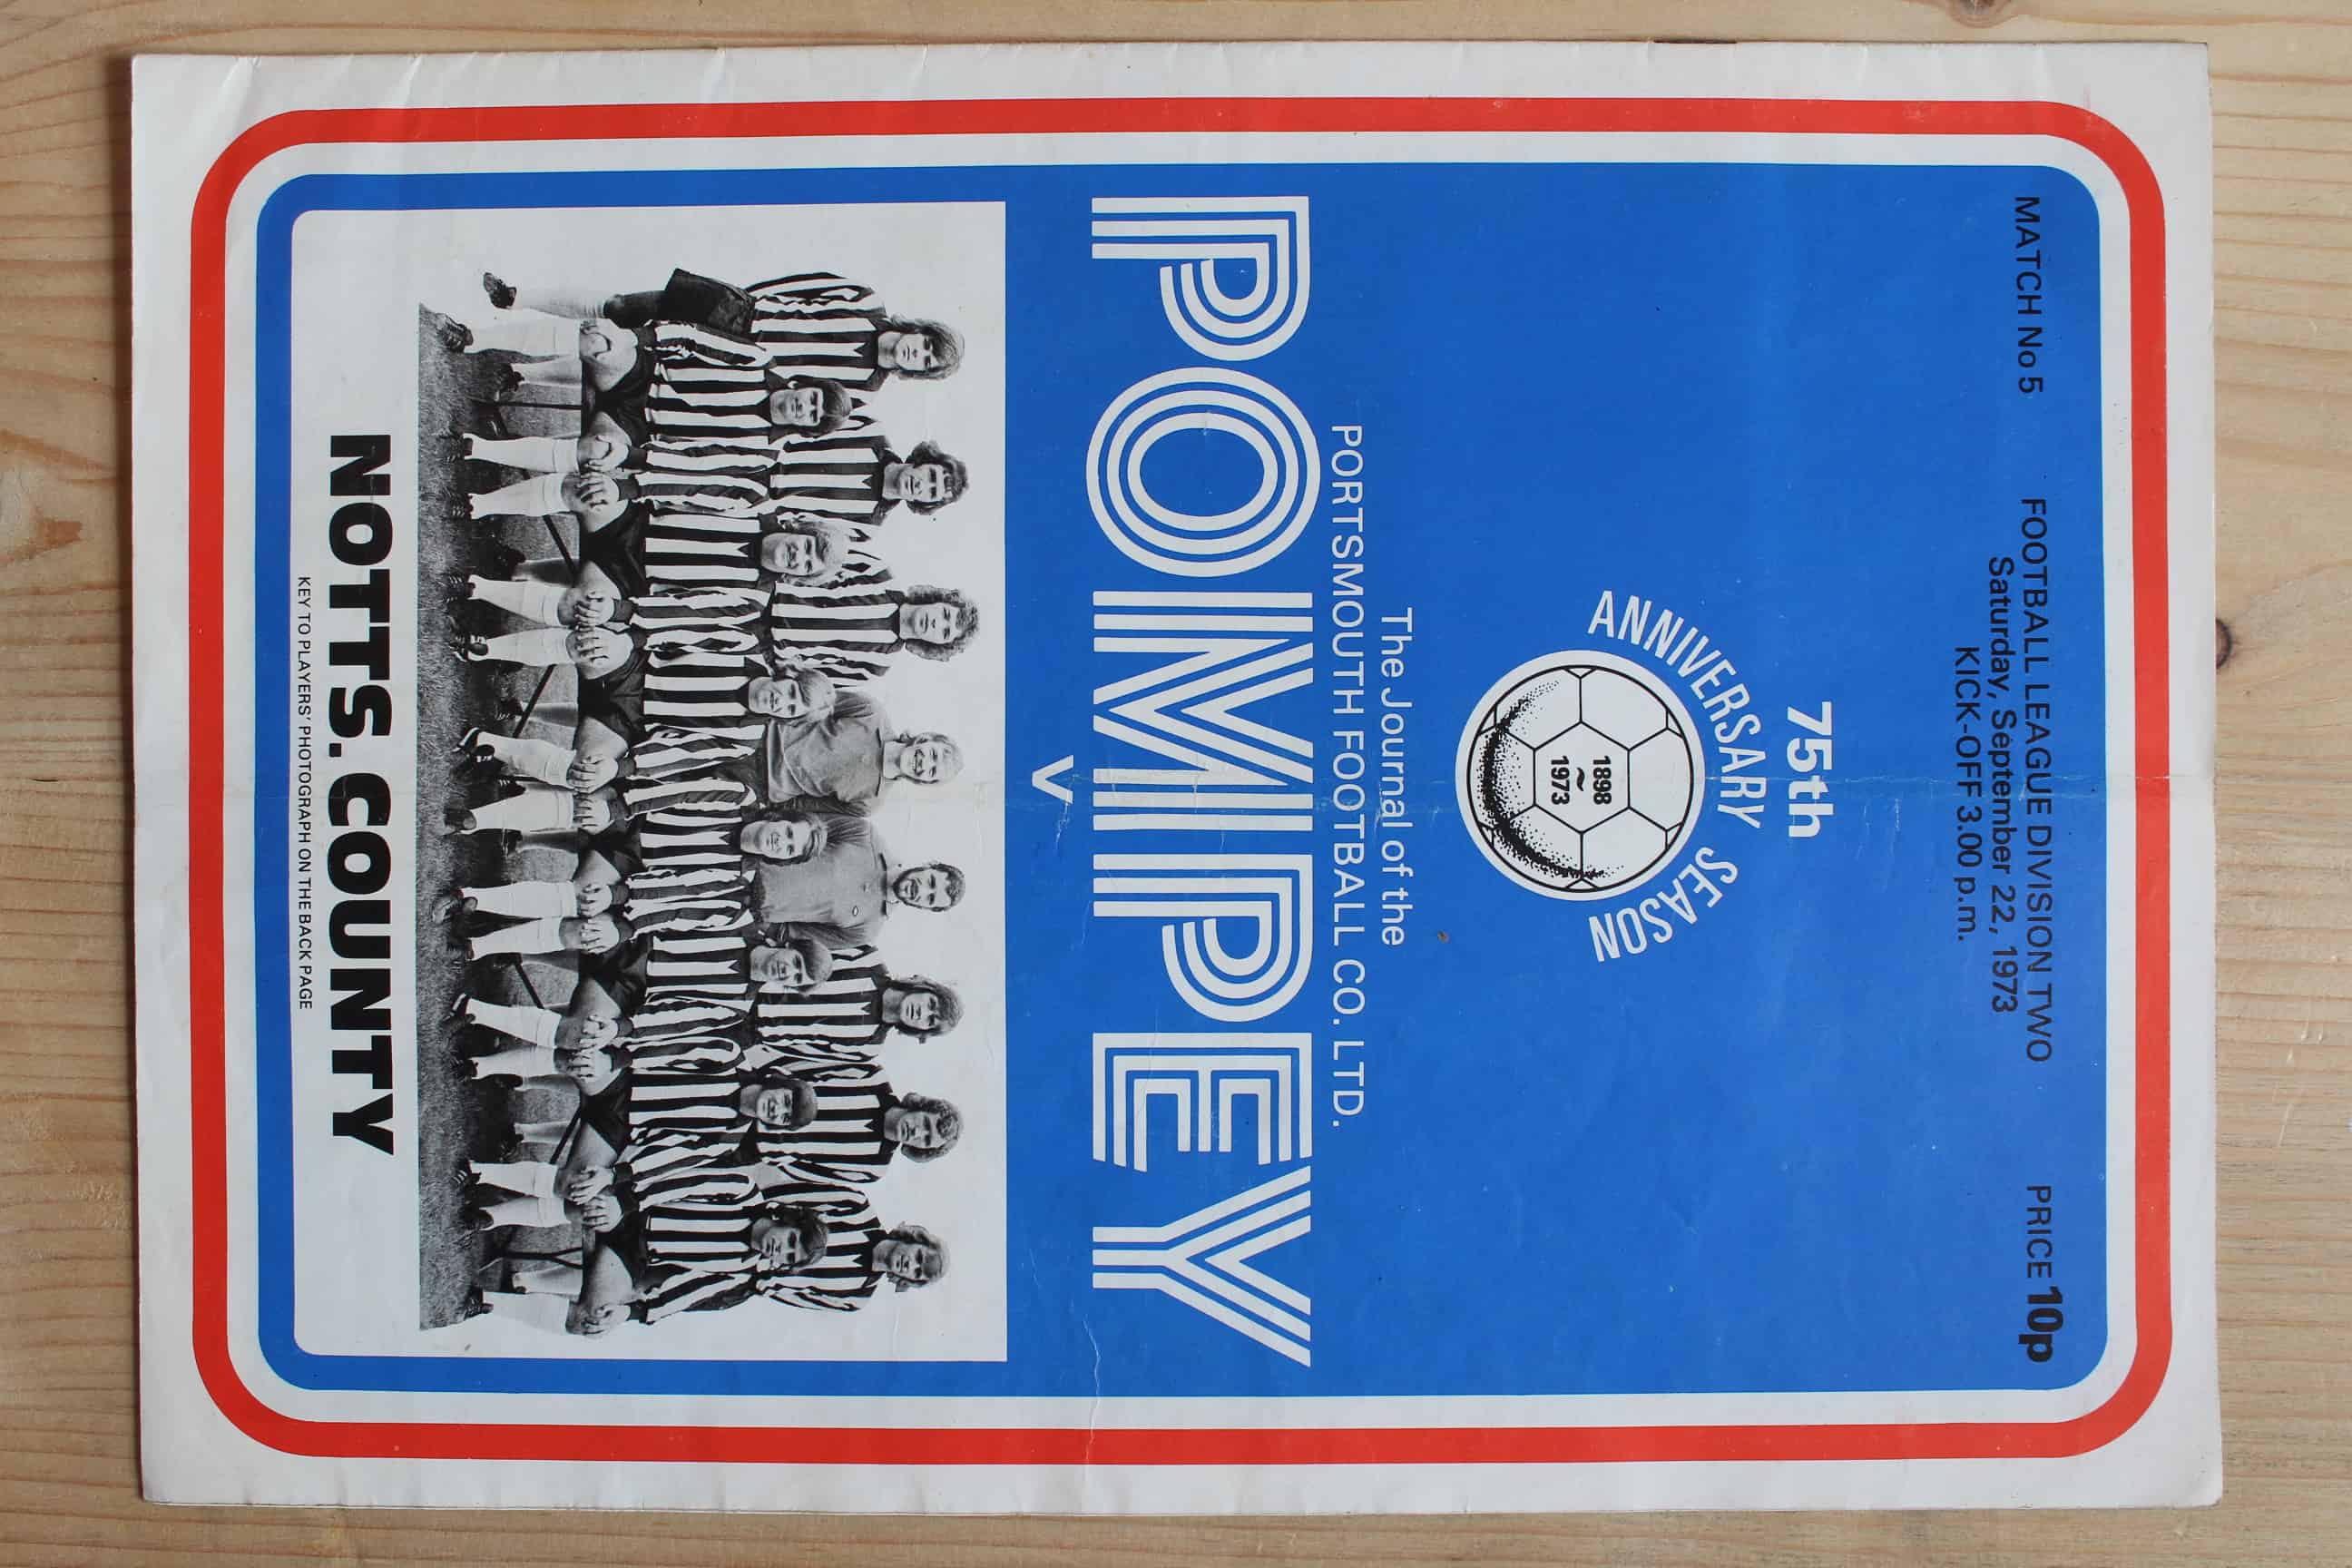 MATCH No 5 FOOTBALL LEAGUE DIVISION TWO PRICE 10p
Saturday, September 22, 1973
KICK-OFF 3.00 p.m.
75th
ANNIVERSARY SEASON
1898
~
1973
The Journal of the
PORTSMOUTH FOOTBALL CO. LTD.
POMPEY
v
NOTTS. COUNTY
KEY TO PLAYERS' PHOTOGRAPH ON THE BACK PAGE